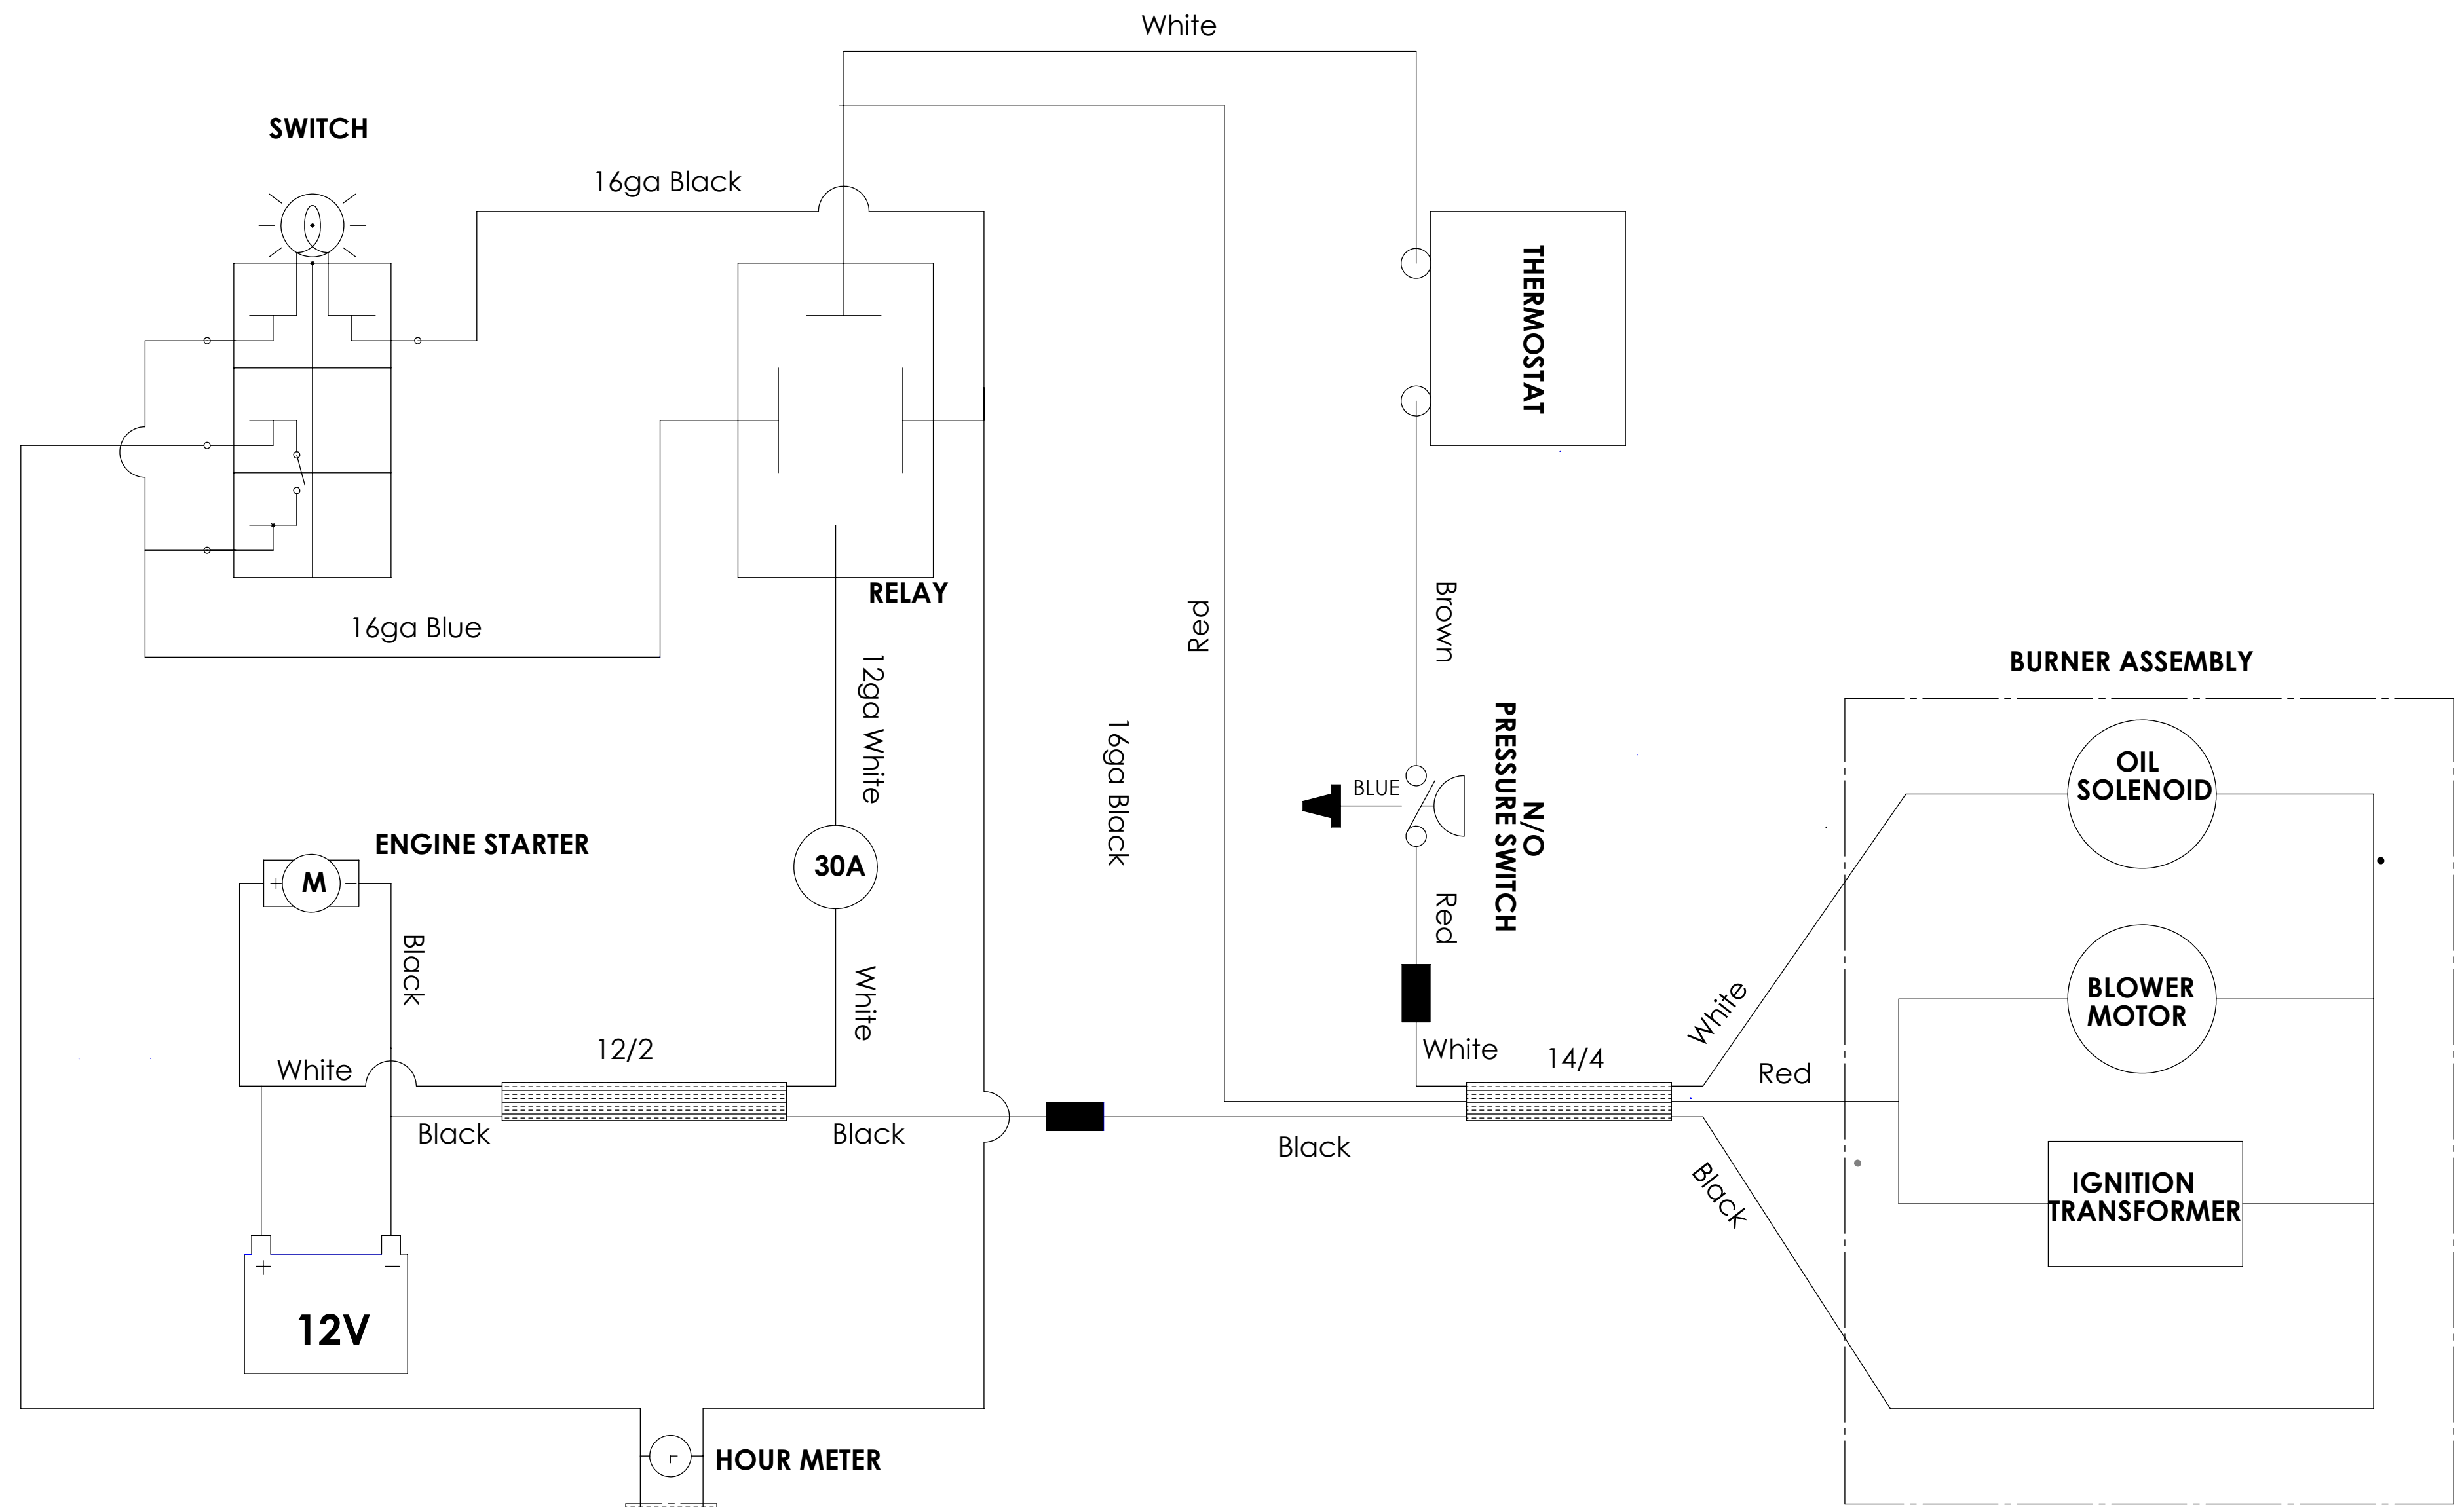 White
SWITCH
16ga Black
THERMOSTAT
RELAY
16ga Blue
Red
Brown
12ga White
16ga Black
BURNER ASSEMBLY
OIL
SOLENOID
BLUE
N/O
PRESSURE SWITCH
ENGINE STARTER
+ M −
30A
Red
Black
White
BLOWER
MOTOR
White
12/2
White
White
14/4
Red
Black
Black
Black
Black
IGNITION
TRANSFORMER
+ −
12V
HOUR METER